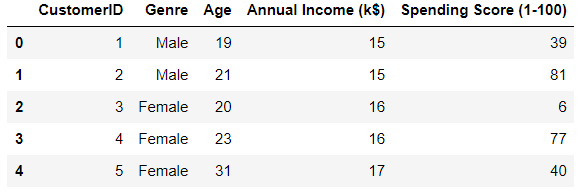 CustomerID Genre Age Annual Income (k$) Spending Score (1-100)
0 1 Male 19 15 39
1 2 Male 21 15 81
2 3 Female 20 16 6
3 4 Female 23 16 77
4 5 Female 31 17 40